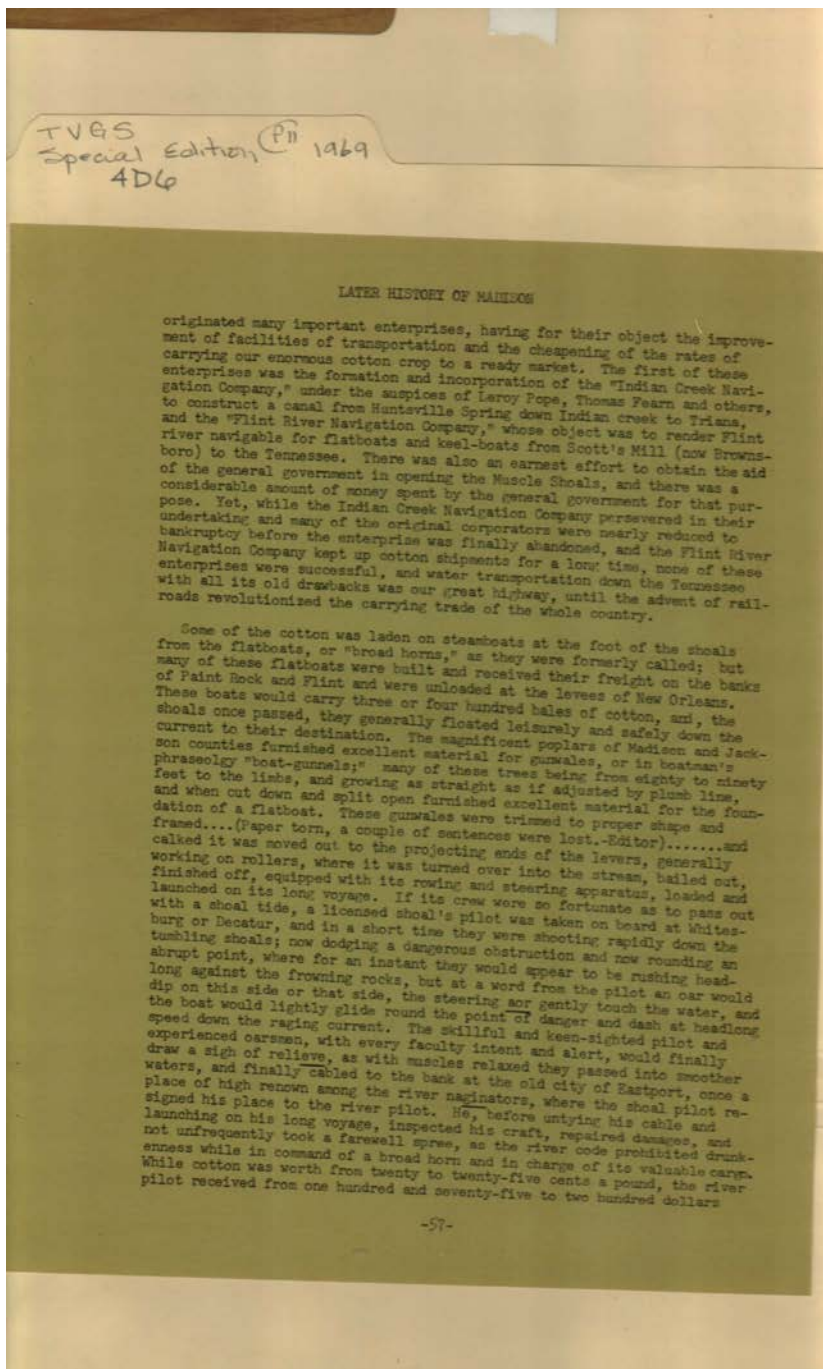 TVGS
Special Edition P11 1969
4D6
LATER HISTORY OF MADISON
originated many important enterprises, having for their object the improve-
ment of facilities of transportation and the cheapening of the rates of
carrying our enormous cotton crop to a ready market. The first of these
enterprises was the formation and incorporation of the "Indian Creek Navi-
gation Company," under the auspices of Leroy Pope, Thomas Fearn and others,
to construct a canal from Huntsville Spring down Indian creek to Triana,
and the "Flint River Navigation Company," whose object was to render Flint
river navigable for flatboats and keel-boats from Scott's Mill (now Browns-
boro) to the Tennessee. There was also an earnest effort to obtain the aid
of the general government in opening the Muscle Shoals, and there was a
considerable amount of money spent by the general government for that pur-
pose. Yet, while the Indian Creek Navigation Company persevered in their
undertaking and many of the original corporators were nearly reduced to
bankruptcy before the enterprise was finally abandoned, and the Flint River
Navigation Company kept up cotton shipments for a long time, none of these
enterprises were successful, and water transportation down the Tennessee
with all its old drawbacks was our great highway, until the advent of rail-
roads revolutionized the carrying trade of the whole country.
Some of the cotton was laden on steamboats at the foot of the shoals
from the flatboats, or "broad horns," as they were formerly called; but
many of these flatboats were built and received their freight on the banks
of Paint Rock and Flint and were unloaded at the levees of New Orleans.
These boats would carry three or four hundred bales of cotton, and, the
shoals once passed, they generally floated leisurely and safely down the
current to their destination. The magnificent poplars of Madison and Jack-
son counties furnished excellent material for gunwales, or in boatman's
phraseolgy "boat-gunnels;" many of these trees being from eighty to ninety
feet to the limbs, and growing as straight as if adjusted by plumb line,
and when cut down and split open furnished excellent material for the foun-
dation of a flatboat. These gunwales were trimmed to proper shape and
framed....(Paper torn, a couple of sentences were lost.-Editor).......and
calked it was moved out to the projecting ends of the levers, generally
working on rollers, where it was turned over into the stream, bailed out,
finished off, equipped with its rowing and steering apparatus, loaded and
launched on its long voyage. If its crew were so fortunate as to pass out
with a shoal tide, a licensed shoal's pilot was taken on board at Whites-
burg or Decatur, and in a short time they were shooting rapidly down the
tumbling shoals; now dodging a dangerous obstruction and now rounding an
abrupt point, where for an instant they would appear to be rushing head-
long against the frowning rocks, but at a word from the pilot an oar would
dip on this side or that side, the steering aor gently touch the water, and
the boat would lightly glide round the point of danger and dash at headlong
speed down the raging current. The skillful and keen-sighted pilot and
experienced oarsmen, with every faculty intent and alert, would finally
draw a sigh of relieve, as with muscles relaxed they passed into smoother
waters, and finally cabled to the bank at the old city of Eastport, once a
place of high renown among the river naginators, where the shoal pilot re-
signed his place to the river pilot. He, before untying his cable and
launching on his long voyage, inspected his craft, repaired damages, and
not unfrequently took a farewell spree, as the river code prohibited drunk-
enness while in command of a broad horn and in charge of its valuable cargo.
While cotton was worth from twenty to twenty-five cents a pound, the river
pilot received from one hundred and seventy-five to two hundred dollars
-57-